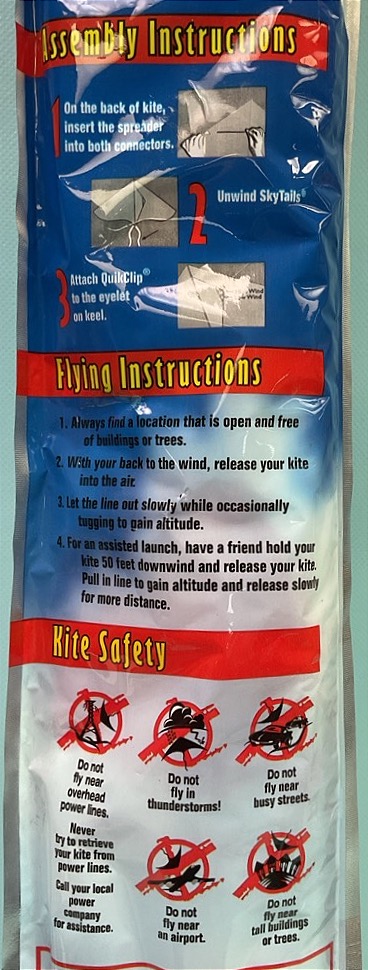 Assembly Instructions
1
On the back of kite,
insert the spreader
into both connectors.
2
Unwind SkyTails®
3
Attach QuikClip®
to the eyelet
on keel.
Wind
Wind
Flying Instructions
1. Always find a location that is open and free
of buildings or trees.
2. With your back to the wind, release your kite
into the air.
3. Let the line out slowly while occasionally
tugging to gain altitude.
4. For an assisted launch, have a friend hold your
kite 50 feet downwind and release your kite.
Pull in line to gain altitude and release slowly
for more distance.
Kite Safety
Do not
fly near
overhead
power lines.
Never
try to retrieve
your kite from
power lines.
Call your local
power
company
for assistance.
Do not
fly in
thunderstorms!
Do not
fly near
busy streets.
Do not
fly near
an airport.
Do not
fly near
tall buildings
or trees.